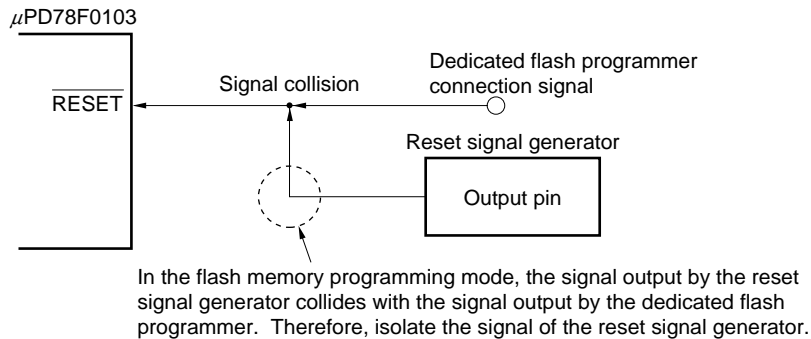 μPD78F0103
Dedicated flash programmer
connection signal
Signal collision
RESET
Reset signal generator
Output pin
In the flash memory programming mode, the signal output by the reset
signal generator collides with the signal output by the dedicated flash
programmer.  Therefore, isolate the signal of the reset signal generator.